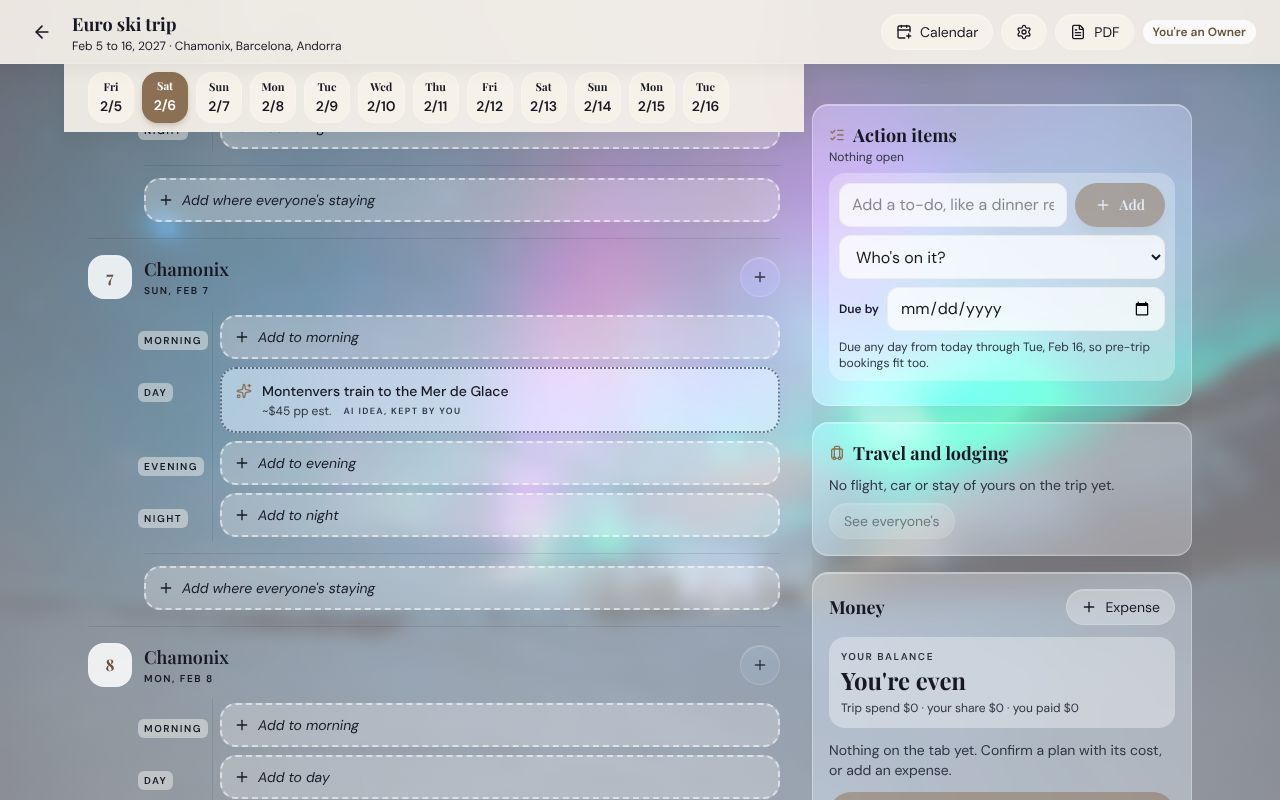 Euro ski trip
Feb 5 to 16, 2027 · Chamonix, Barcelona, Andorra
Calendar
PDF
You're an Owner
Fri 2/5
Sat 2/6
Sun 2/7
Mon 2/8
Tue 2/9
Wed 2/10
Thu 2/11
Fri 2/12
Sat 2/13
Sun 2/14
Mon 2/15
Tue 2/16
Add where everyone's staying
7
Chamonix
SUN, FEB 7
MORNING
Add to morning
DAY
Montenvers train to the Mer de Glace
~$45 pp est. AI IDEA, KEPT BY YOU
EVENING
Add to evening
NIGHT
Add to night
Add where everyone's staying
8
Chamonix
MON, FEB 8
MORNING
Add to morning
DAY
Add to day
Action items
Nothing open
Add a to-do, like a dinner re
Add
Who's on it?
Due by
mm/dd/yyyy
Due any day from today through Tue, Feb 16, so pre-trip
bookings fit too.
Travel and lodging
No flight, car or stay of yours on the trip yet.
See everyone's
Money
Expense
YOUR BALANCE
You're even
Trip spend $0 · your share $0 · you paid $0
Nothing on the tab yet. Confirm a plan with its cost,
or add an expense.